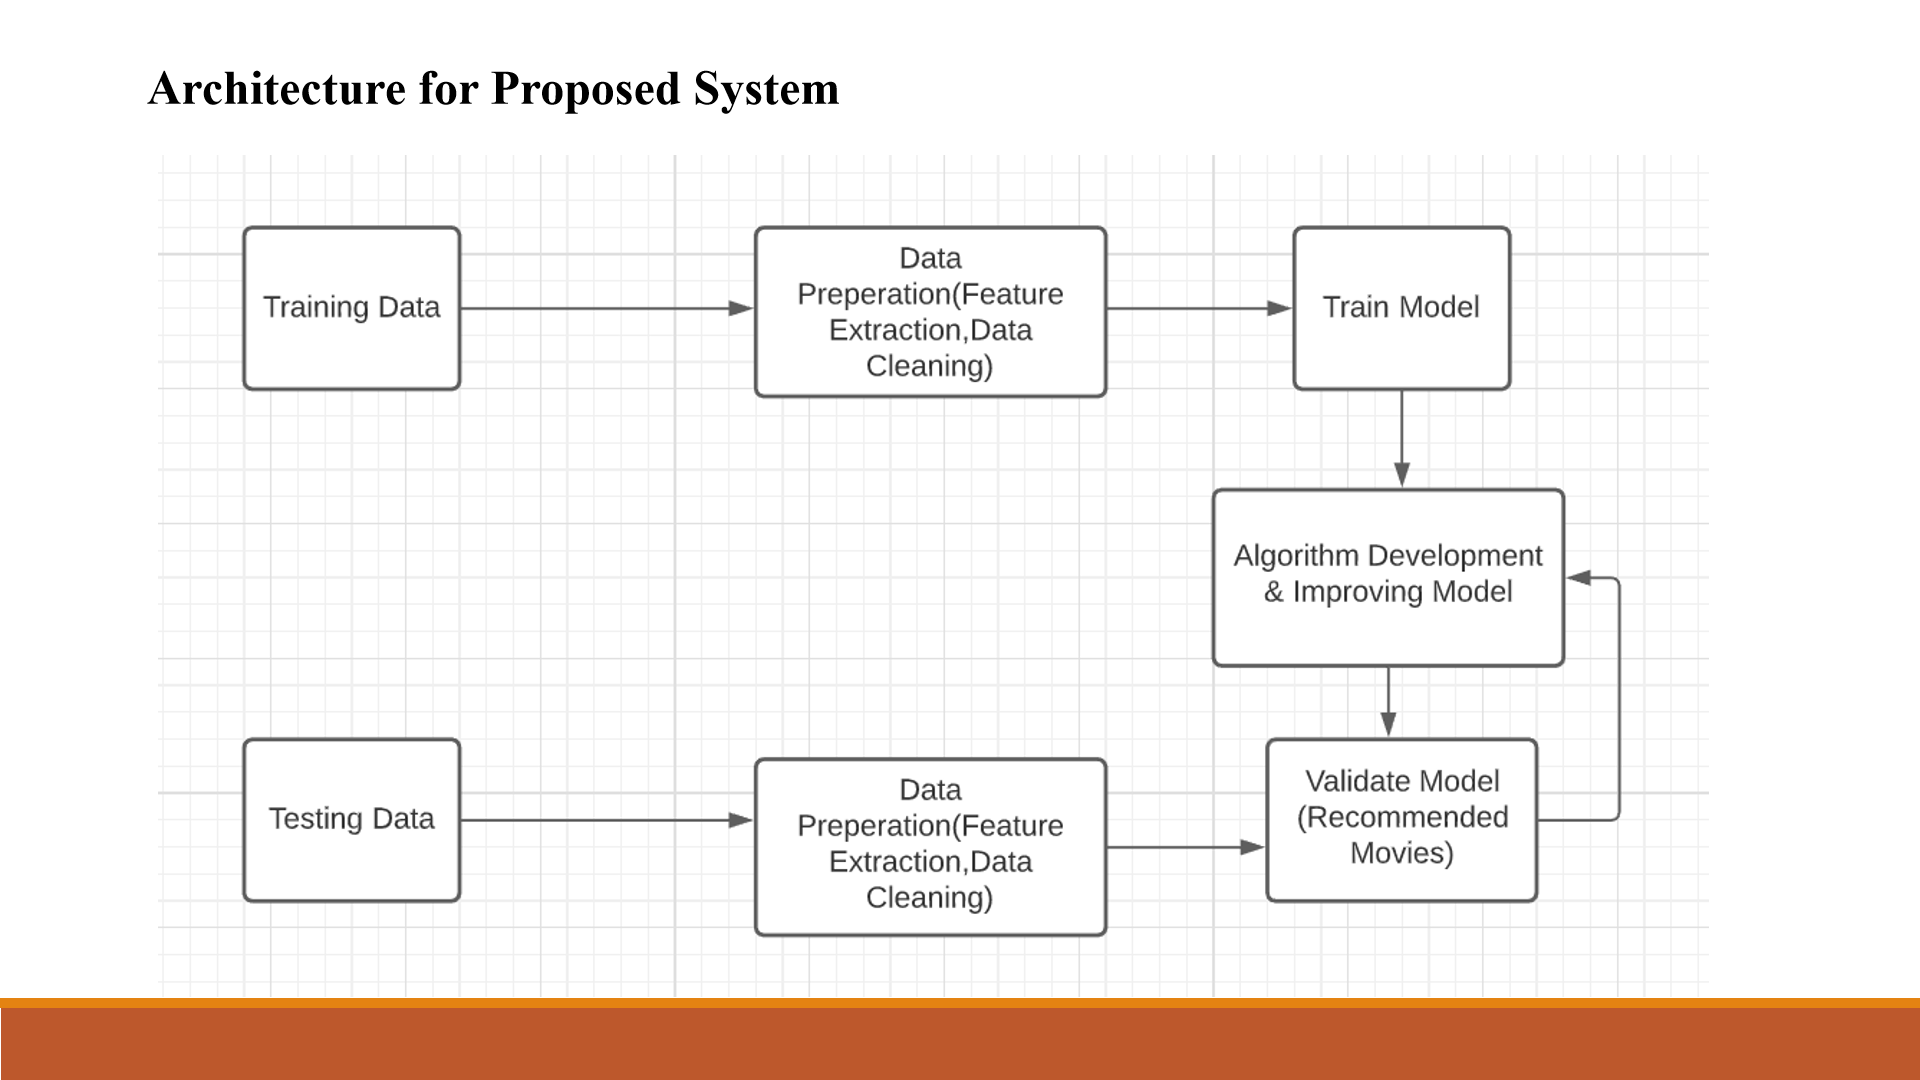 Architecture for Proposed System
Training Data
Data
Preperation(Feature
Extraction,Data
Cleaning)
Train Model
Algorithm Development
& Improving Model
Testing Data
Data
Preperation(Feature
Extraction,Data
Cleaning)
Validate Model
(Recommended
Movies)